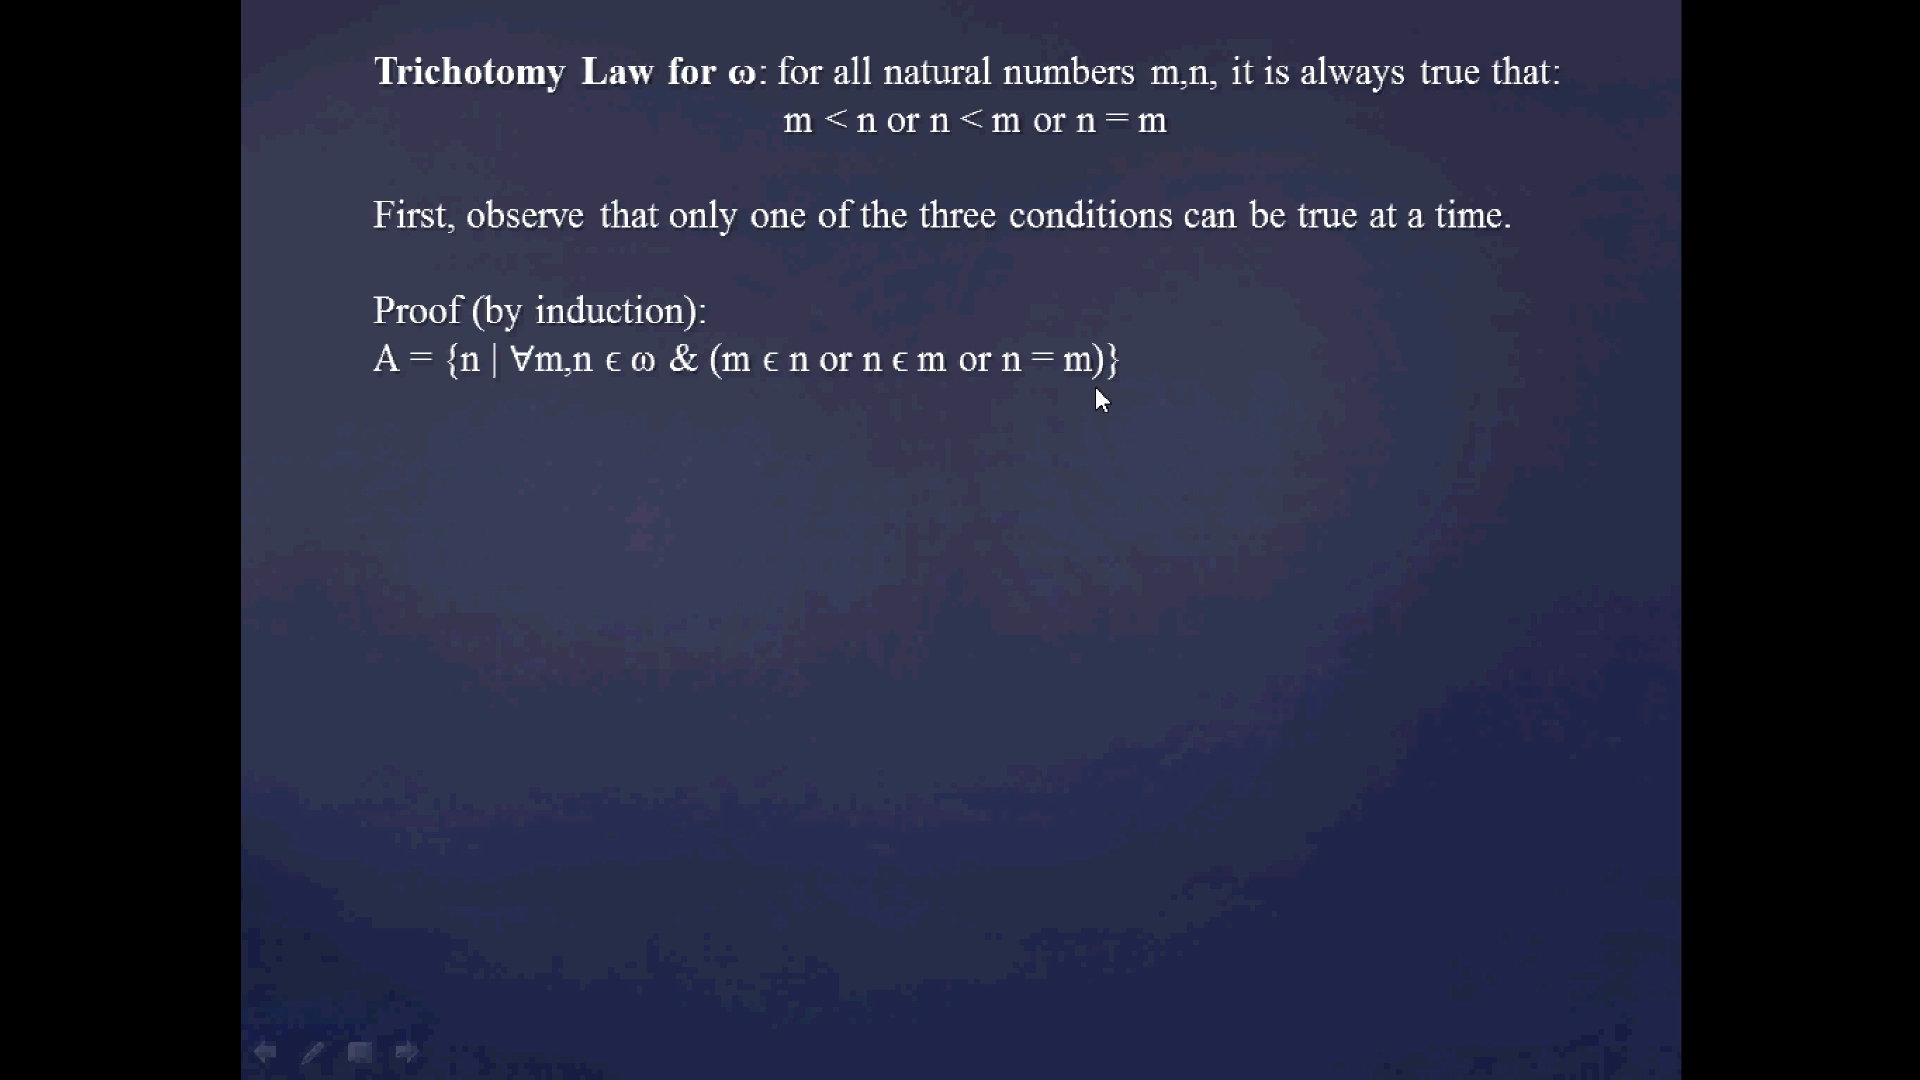 Trichotomy Law for ω: for all natural numbers m,n, it is always true that:
m < n or n < m or n = m
First, observe that only one of the three conditions can be true at a time.
Proof (by induction):
A = {n | ∀m,n ϵ ω & (m ϵ n or n ϵ m or n = m)}